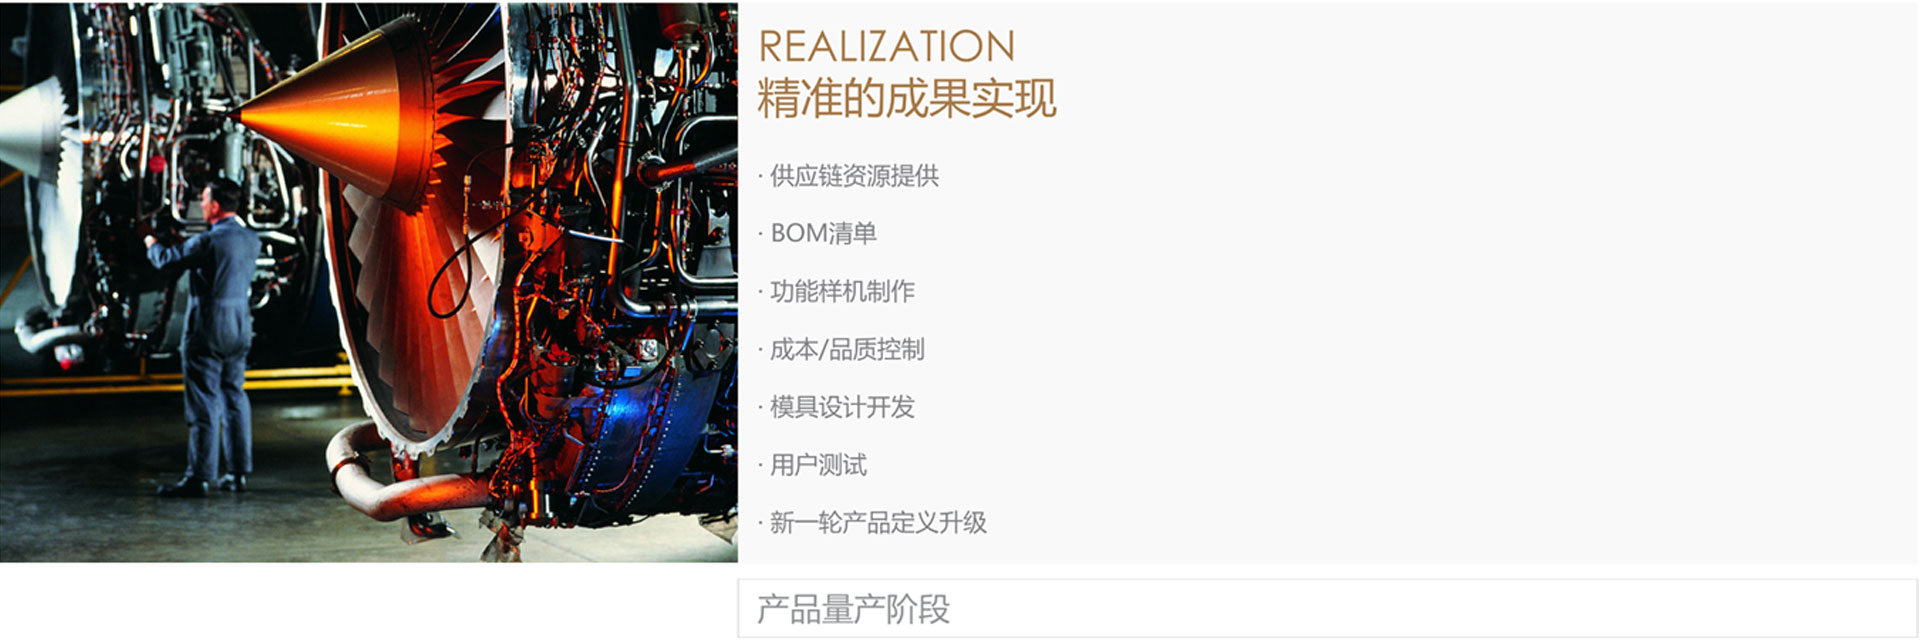 REALIZATION
精准的成果实现
· 供应链资源提供
· BOM清单
· 功能样机制作
· 成本/品质控制
· 模具设计开发
· 用户测试
· 新一轮产品定义升级
产品量产阶段